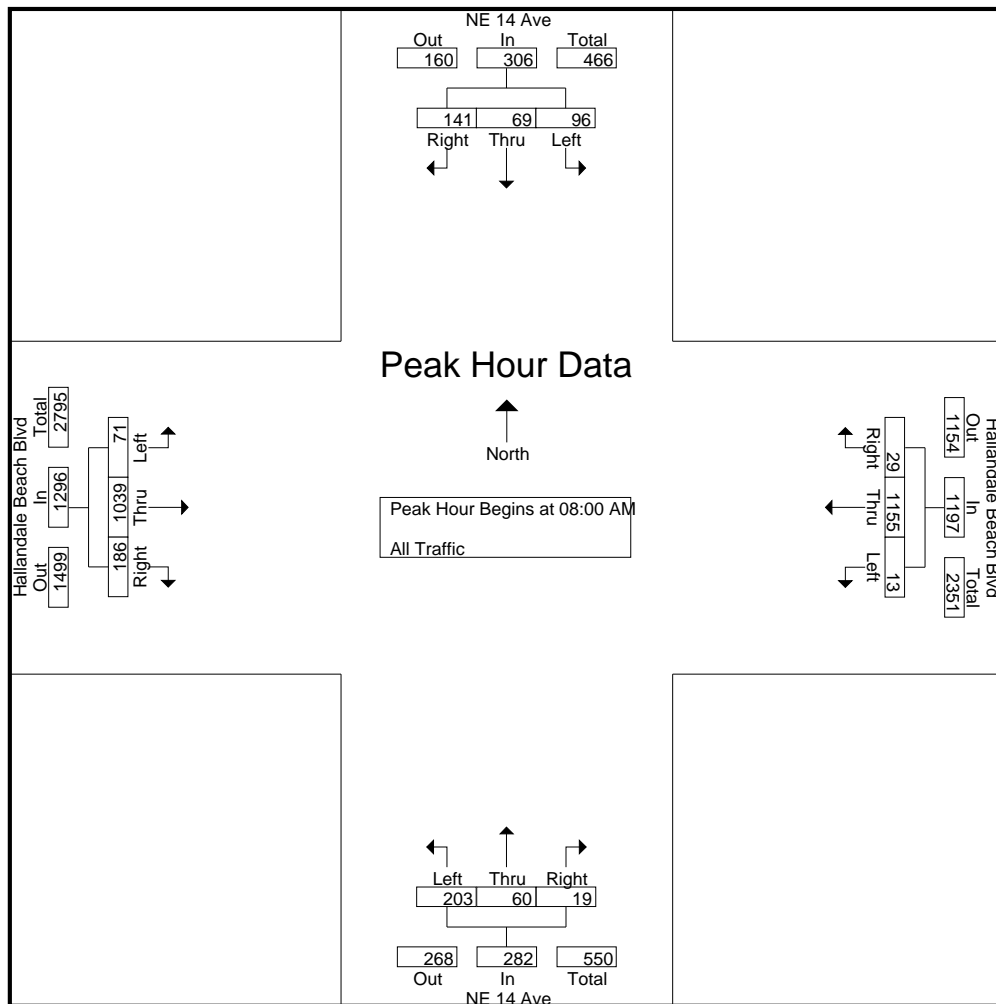 NE 14 Ave
Out In Total
160 306 466
141 69 96
Right Thru Left
Peak Hour Data
North
Peak Hour Begins at 08:00 AM
All Traffic
Hallandale Beach Blvd
Out In Total
1499 1296 2795
186 1039 71
Right Thru Left
Hallandale Beach Blvd
Out In Total
1154 1197 2351
29 1155 13
Right Thru Left
Left Thru Right
203 60 19
268 282 550
Out In Total
NE 14 Ave